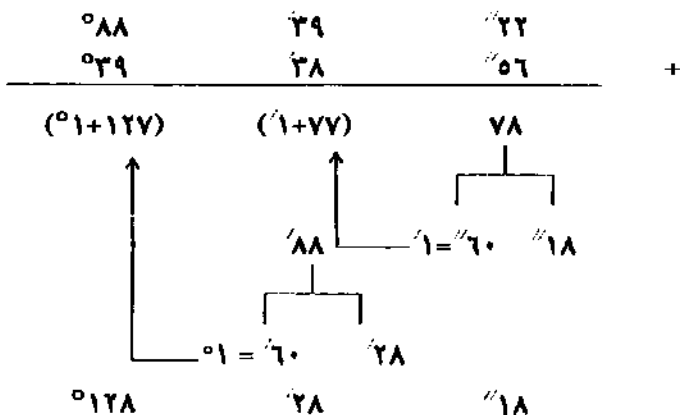 °٨٨ ′٣٩ ″٢٢
°٣٩ ′٣٨ ″٥٦ +
(°١+١٢٧) (′١+٧٧) ٧٨
′٨٨ ′١=″٦٠ ″١٨
°١ = ′٦٠ ′٢٨
°١٢٨ ′٢٨ ″١٨